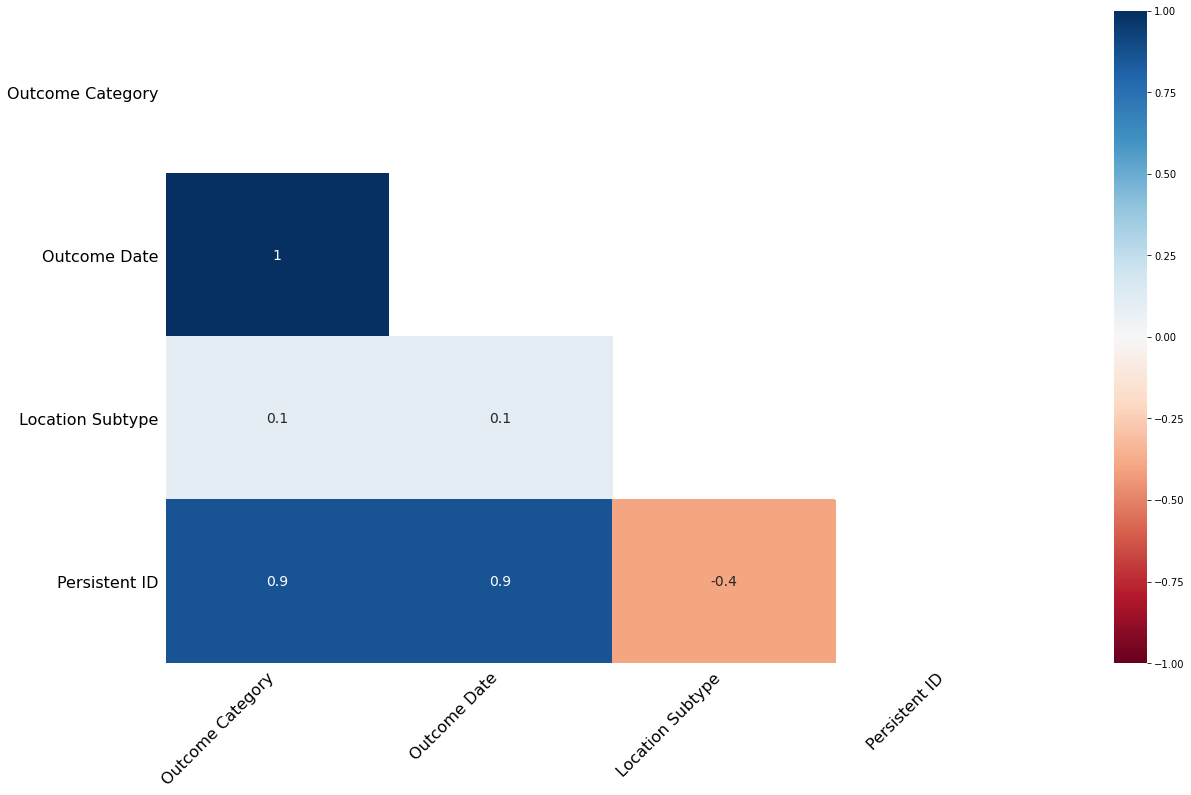 Outcome Category
Outcome Date
1
Location Subtype
0.1
0.1
Persistent ID
0.9
0.9
-0.4
Outcome Category
Outcome Date
Location Subtype
Persistent ID
1.00
0.75
0.50
0.25
0.00
−0.25
−0.50
−0.75
−1.00